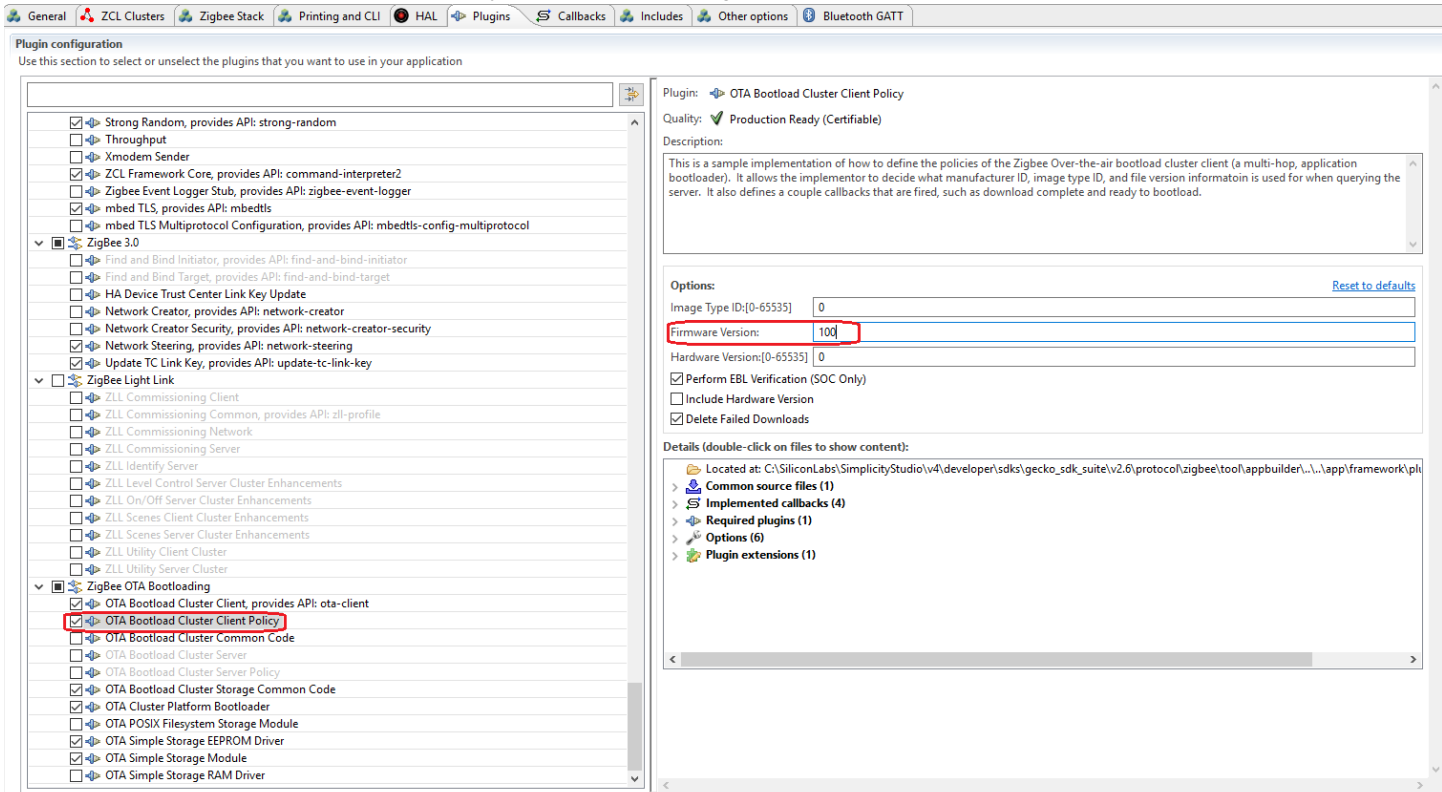 General ZCL Clusters Zigbee Stack Printing and CLI HAL Plugins Callbacks Includes Other options Bluetooth GATT
Plugin configuration
Use this section to select or unselect the plugins that you want to use in your application
Strong Random, provides API: strong-random
Throughput
Xmodem Sender
ZCL Framework Core, provides API: command-interpreter2
Zigbee Event Logger Stub, provides API: zigbee-event-logger
mbed TLS, provides API: mbedtls
mbed TLS Multiprotocol Configuration, provides API: mbedtls-config-multiprotocol
ZigBee 3.0
Find and Bind Initiator, provides API: find-and-bind-initiator
Find and Bind Target, provides API: find-and-bind-target
HA Device Trust Center Link Key Update
Network Creator, provides API: network-creator
Network Creator Security, provides API: network-creator-security
Network Steering, provides API: network-steering
Update TC Link Key, provides API: update-tc-link-key
ZigBee Light Link
ZLL Commissioning Client
ZLL Commissioning Common, provides API: zll-profile
ZLL Commissioning Network
ZLL Commissioning Server
ZLL Identify Server
ZLL Level Control Server Cluster Enhancements
ZLL On/Off Server Cluster Enhancements
ZLL Scenes Client Cluster Enhancements
ZLL Scenes Server Cluster Enhancements
ZLL Utility Client Cluster
ZLL Utility Server Cluster
ZigBee OTA Bootloading
OTA Bootload Cluster Client, provides API: ota-client
OTA Bootload Cluster Client Policy
OTA Bootload Cluster Common Code
OTA Bootload Cluster Server
OTA Bootload Cluster Server Policy
OTA Bootload Cluster Storage Common Code
OTA Cluster Platform Bootloader
OTA POSIX Filesystem Storage Module
OTA Simple Storage EEPROM Driver
OTA Simple Storage Module
OTA Simple Storage RAM Driver
Plugin: OTA Bootload Cluster Client Policy
Quality: Production Ready (Certifiable)
Description:
This is a sample implementation of how to define the policies of the Zigbee Over-the-air bootload cluster client (a multi-hop, application
bootloader). It allows the implementor to decide what manufacturer ID, image type ID, and file version informatoin is used for when querying the
server. It also defines a couple callbacks that are fired, such as download complete and ready to bootload.
Options: Reset to defaults
Image Type ID:[0-65535] 0
Firmware Version: 100
Hardware Version:[0-65535] 0
Perform EBL Verification (SOC Only)
Include Hardware Version
Delete Failed Downloads
Details (double-click on files to show content):
Located at: C:\SiliconLabs\SimplicityStudio\v4\developer\sdks\gecko_sdk_suite\v2.6\protocol\zigbee\tool\appbuilder\..\..\app\framework\plu
Common source files (1)
Implemented callbacks (4)
Required plugins (1)
Options (6)
Plugin extensions (1)